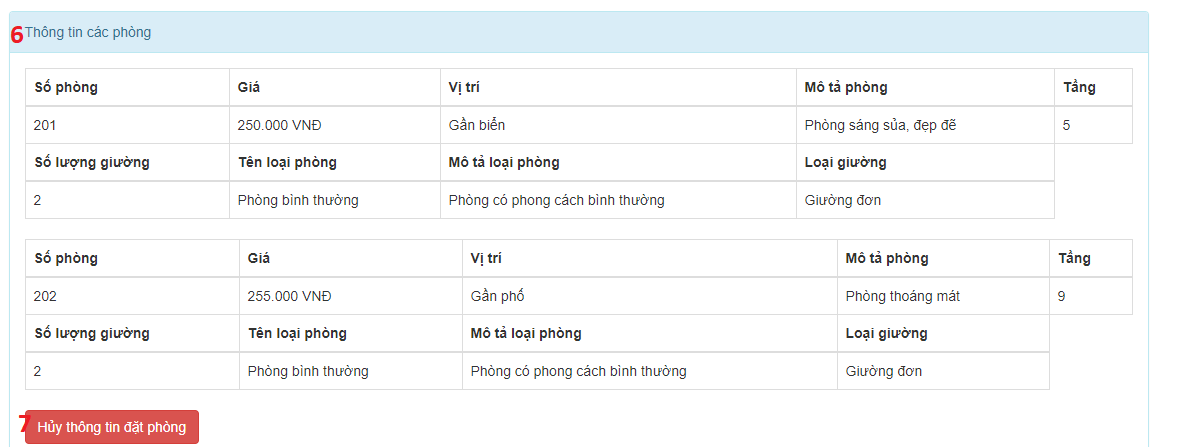 6 Thông tin các phòng
Số phòng Giá Vị trí Mô tả phòng Tầng
201 250.000 VNĐ Gần biển Phòng sáng sủa, đẹp đẽ 5
Số lượng giường Tên loại phòng Mô tả loại phòng Loại giường
2 Phòng bình thường Phòng có phong cách bình thường Giường đơn
Số phòng Giá Vị trí Mô tả phòng Tầng
202 255.000 VNĐ Gần phố Phòng thoáng mát 9
Số lượng giường Tên loại phòng Mô tả loại phòng Loại giường
2 Phòng bình thường Phòng có phong cách bình thường Giường đơn
7 Hủy thông tin đặt phòng